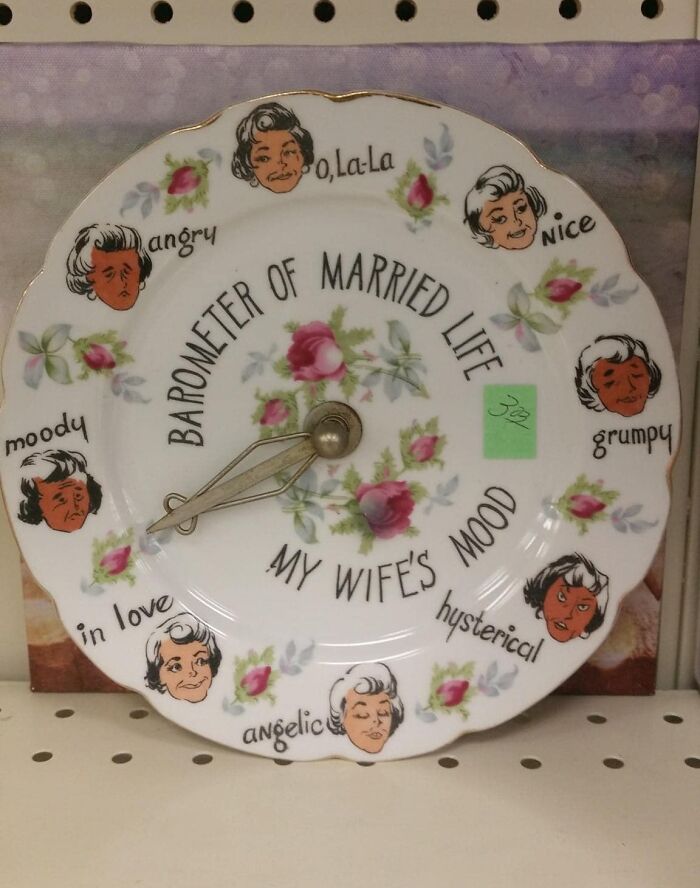 BAROMETER OF MARRIED LIFE
MY WIFE'S MOOD
O,La-La
NICE
grumpy
hysterical
angelic
in love
moody
angry